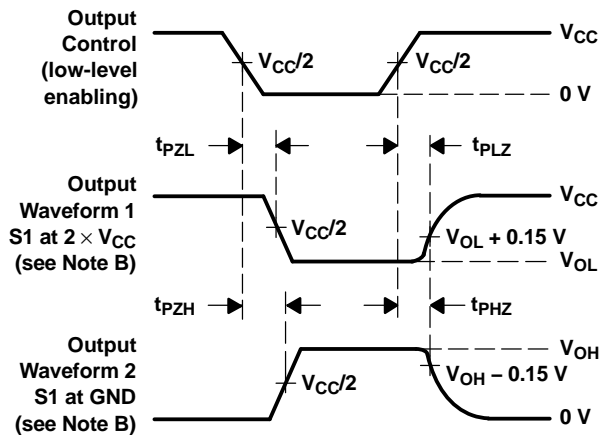 Output
Control
(low-level
enabling)
VCC/2
VCC/2
VCC
0 V
tPZL
tPLZ
Output
Waveform 1
S1 at 2 × VCC
(see Note B)
VCC/2
VCC
VOL + 0.15 V
VOL
tPZH
tPHZ
Output
Waveform 2
S1 at GND
(see Note B)
VCC/2
VOH
VOH − 0.15 V
0 V